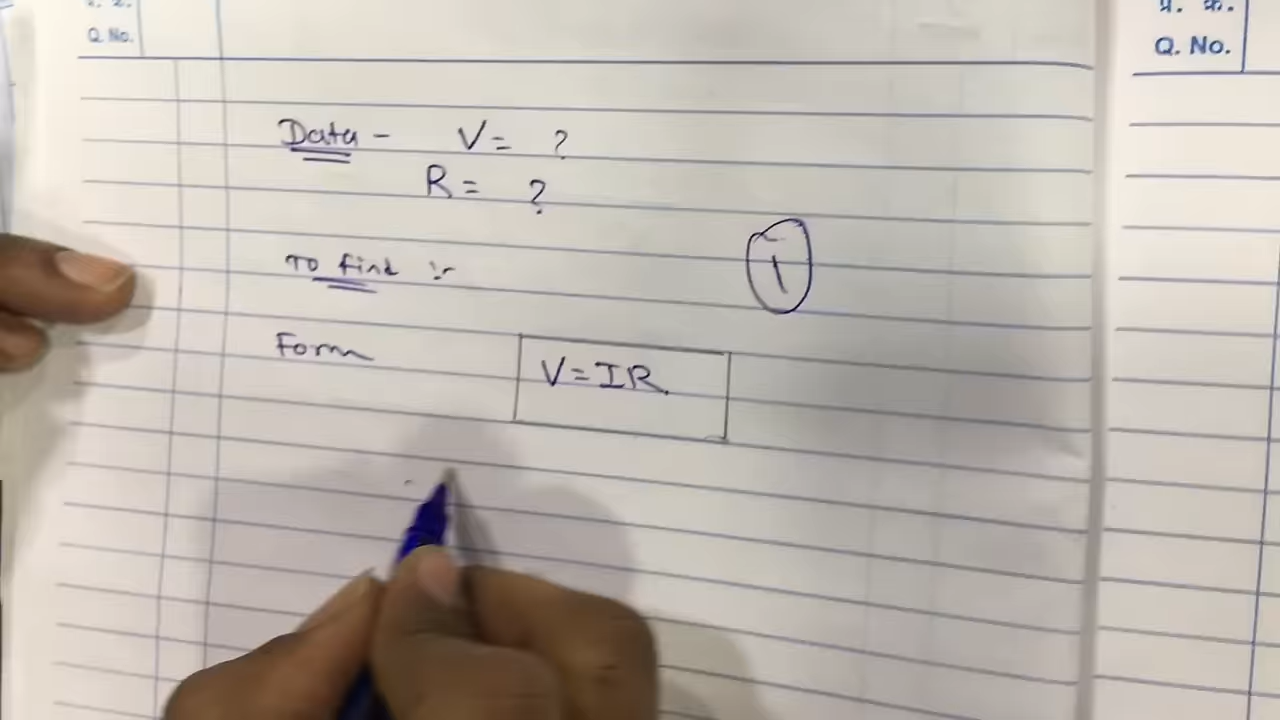 Q. No.
Data - V = ?
R = ?
To find :-
1
Form
V = IR.
प्र. क्र.
Q. No.